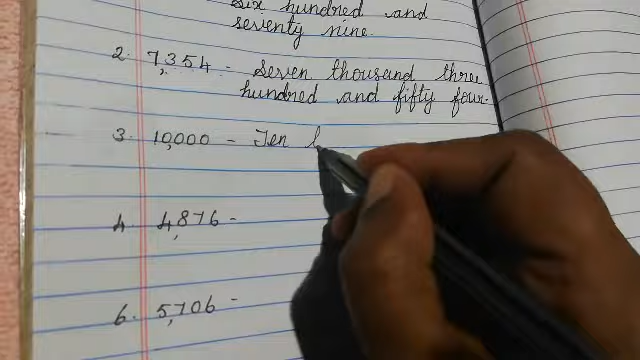 six hundred and
seventy nine.
2. 7,354 - Seven thousand three
hundred and fifty four.
3. 10,000 - Ten
4. 4,876 -
6. 5,706 -